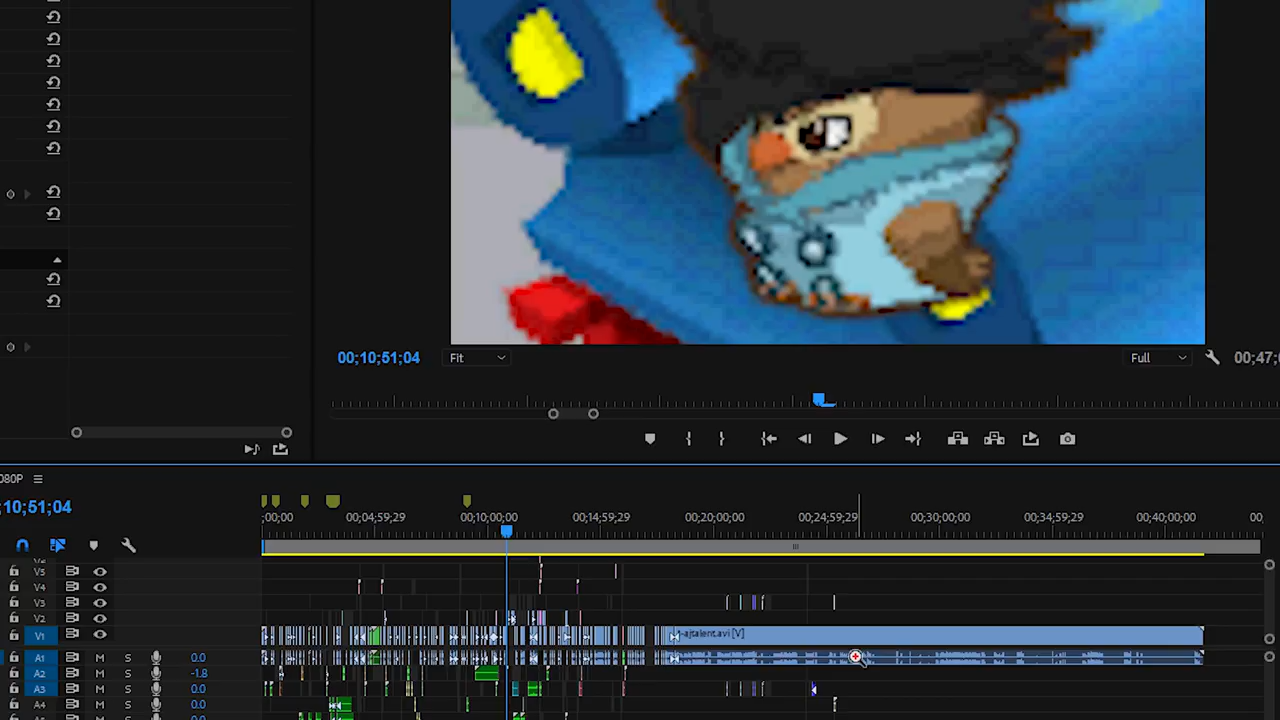 00;10;51;04
Fit
Full
00;47;
080P
;10;51;04
;00;00
00;04;59;29
00;10;00;00
00;14;59;29
00;20;00;00
00;24;59;29
00;30;00;00
00;34;59;29
00;40;00;00
00;
V5
V4
V3
V2
V1
-ajtalent.avi [V]
A1 M S 0.0
A2 M S -1.8
A3 M S 0.0
A4 M S 0.0